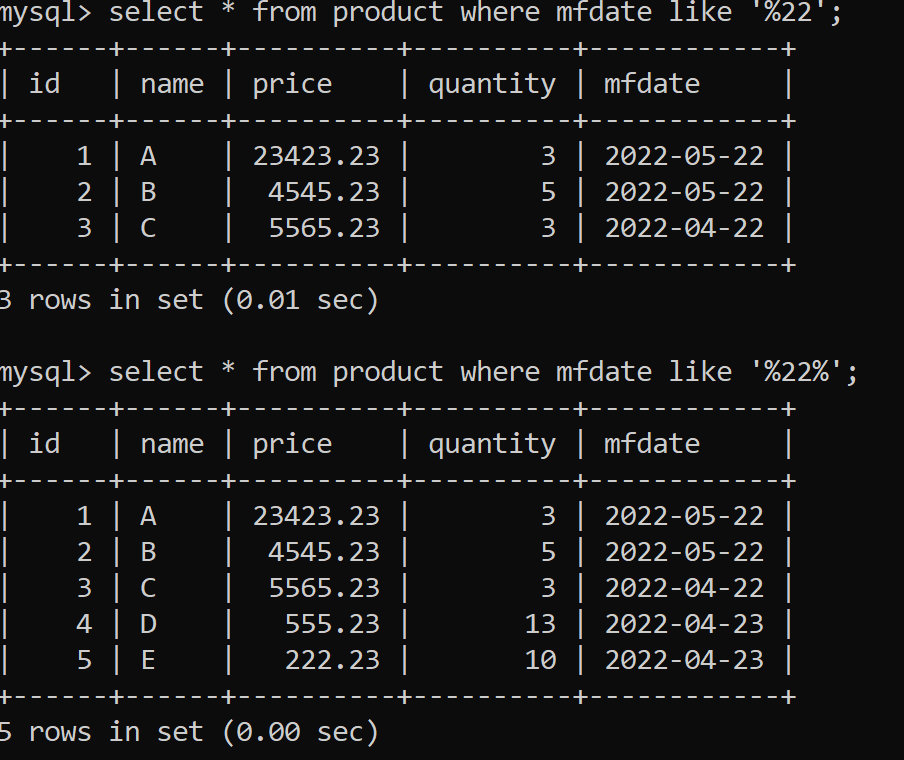 mysql> select * from product where mfdate like '%22';
+------+------+----------+----------+------------+
| id   | name | price    | quantity | mfdate     |
+------+------+----------+----------+------------+
|    1 | A    | 23423.23 |        3 | 2022-05-22 |
|    2 | B    |  4545.23 |        5 | 2022-05-22 |
|    3 | C    |  5565.23 |        3 | 2022-04-22 |
+------+------+----------+----------+------------+
3 rows in set (0.01 sec)
mysql> select * from product where mfdate like '%22%';
+------+------+----------+----------+------------+
| id   | name | price    | quantity | mfdate     |
+------+------+----------+----------+------------+
|    1 | A    | 23423.23 |        3 | 2022-05-22 |
|    2 | B    |  4545.23 |        5 | 2022-05-22 |
|    3 | C    |  5565.23 |        3 | 2022-04-22 |
|    4 | D    |   555.23 |       13 | 2022-04-23 |
|    5 | E    |   222.23 |       10 | 2022-04-23 |
+------+------+----------+----------+------------+
5 rows in set (0.00 sec)